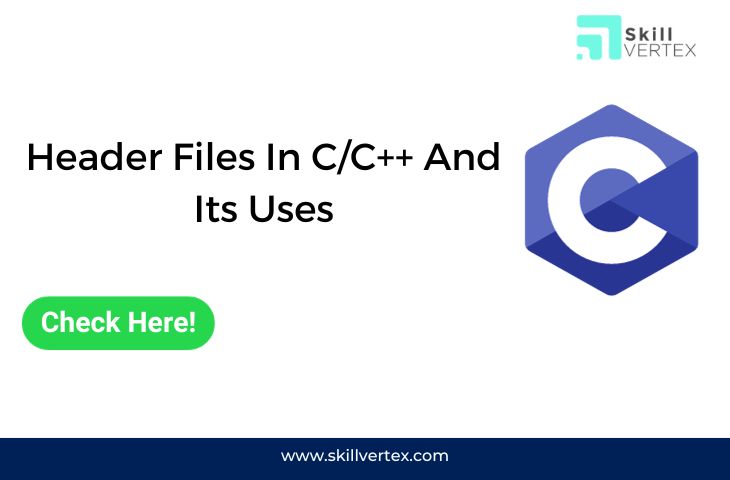 Skill
VERTEX
Header Files In C/C++ And
Its Uses
C
Check Here!
www.skillvertex.com